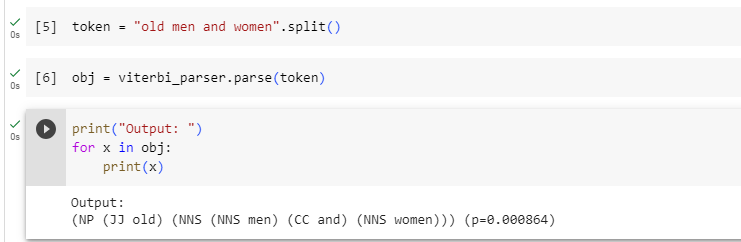 [5] token = "old men and women".split()
0s
[6] obj = viterbi_parser.parse(token)
0s
print("Output: ")
0s
for x in obj:
    print(x)
Output:
(NP (JJ old) (NNS (NNS men) (CC and) (NNS women))) (p=0.000864)